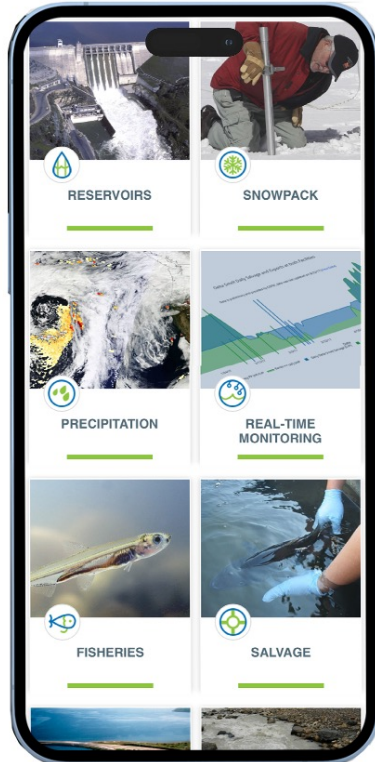 RESERVOIRS
SNOWPACK
PRECIPITATION
REAL-TIME
MONITORING
FISHERIES
SALVAGE